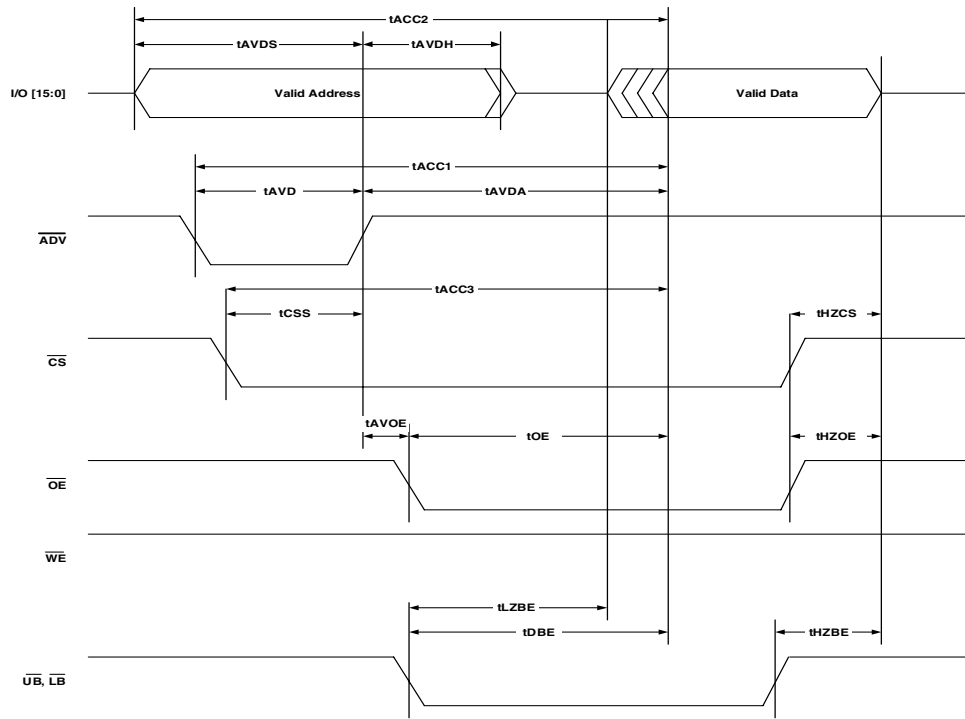 tACC2
tAVDS tAVDH
I/O [15:0] Valid Address Valid Data
tACC1
tAVD tAVDA
ADV
tACC3
tCSS tHZCS
CS
tAVOE
tOE tHZOE
OE
WE
tLZBE
tDBE tHZBE
UB, LB